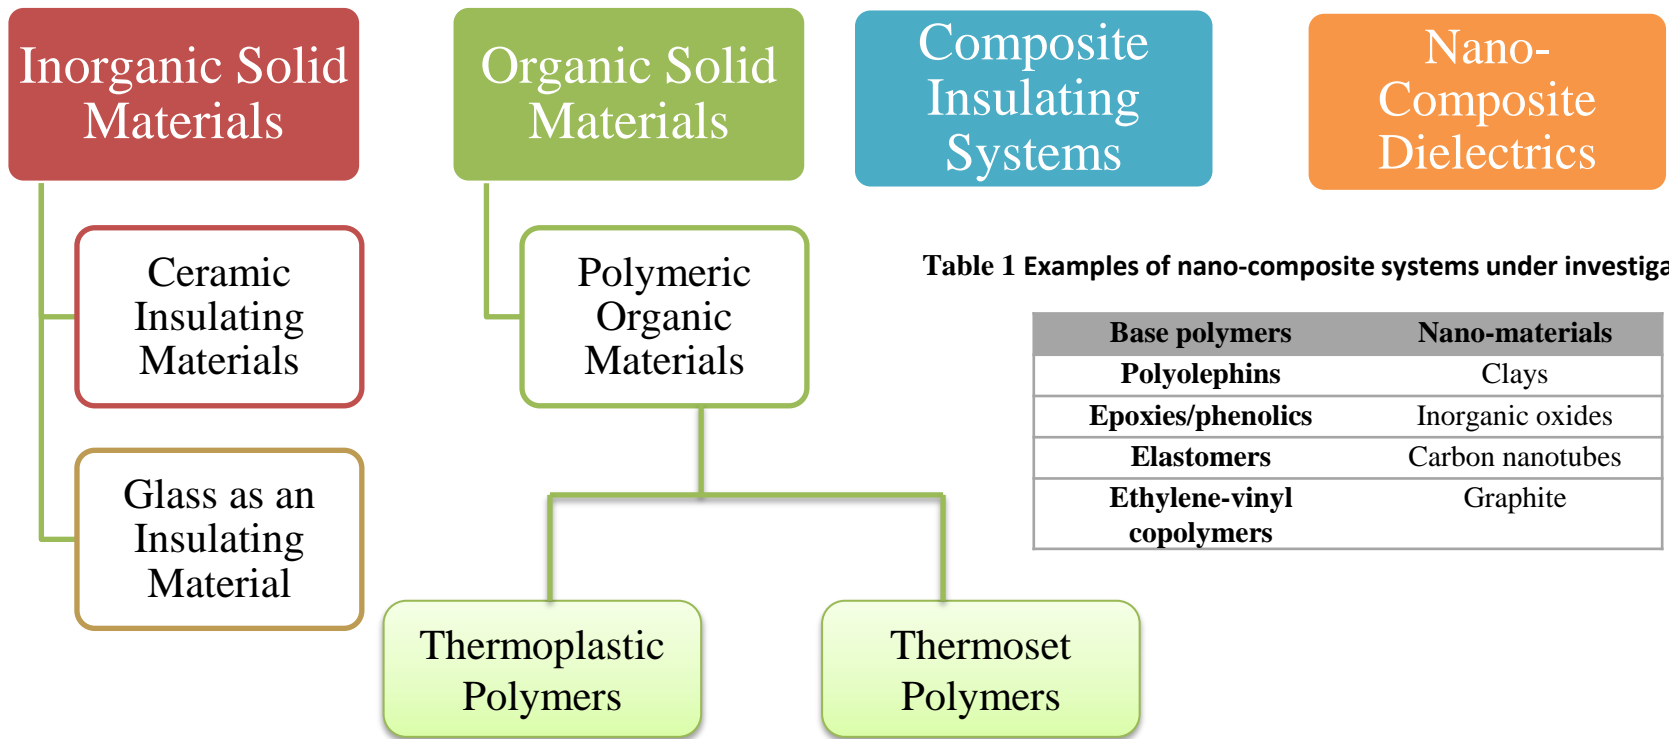 Inorganic Solid
Materials
Organic Solid
Materials
Composite
Insulating
Systems
Nano-
Composite
Dielectrics
Ceramic
Insulating
Materials
Glass as an
Insulating
Material
Polymeric
Organic
Materials
Thermoplastic
Polymers
Thermoset
Polymers
Table 1 Examples of nano-composite systems under investiga
Base polymers Nano-materials
Polyolephins Clays
Epoxies/phenolics Inorganic oxides
Elastomers Carbon nanotubes
Ethylene-vinyl Graphite
copolymers